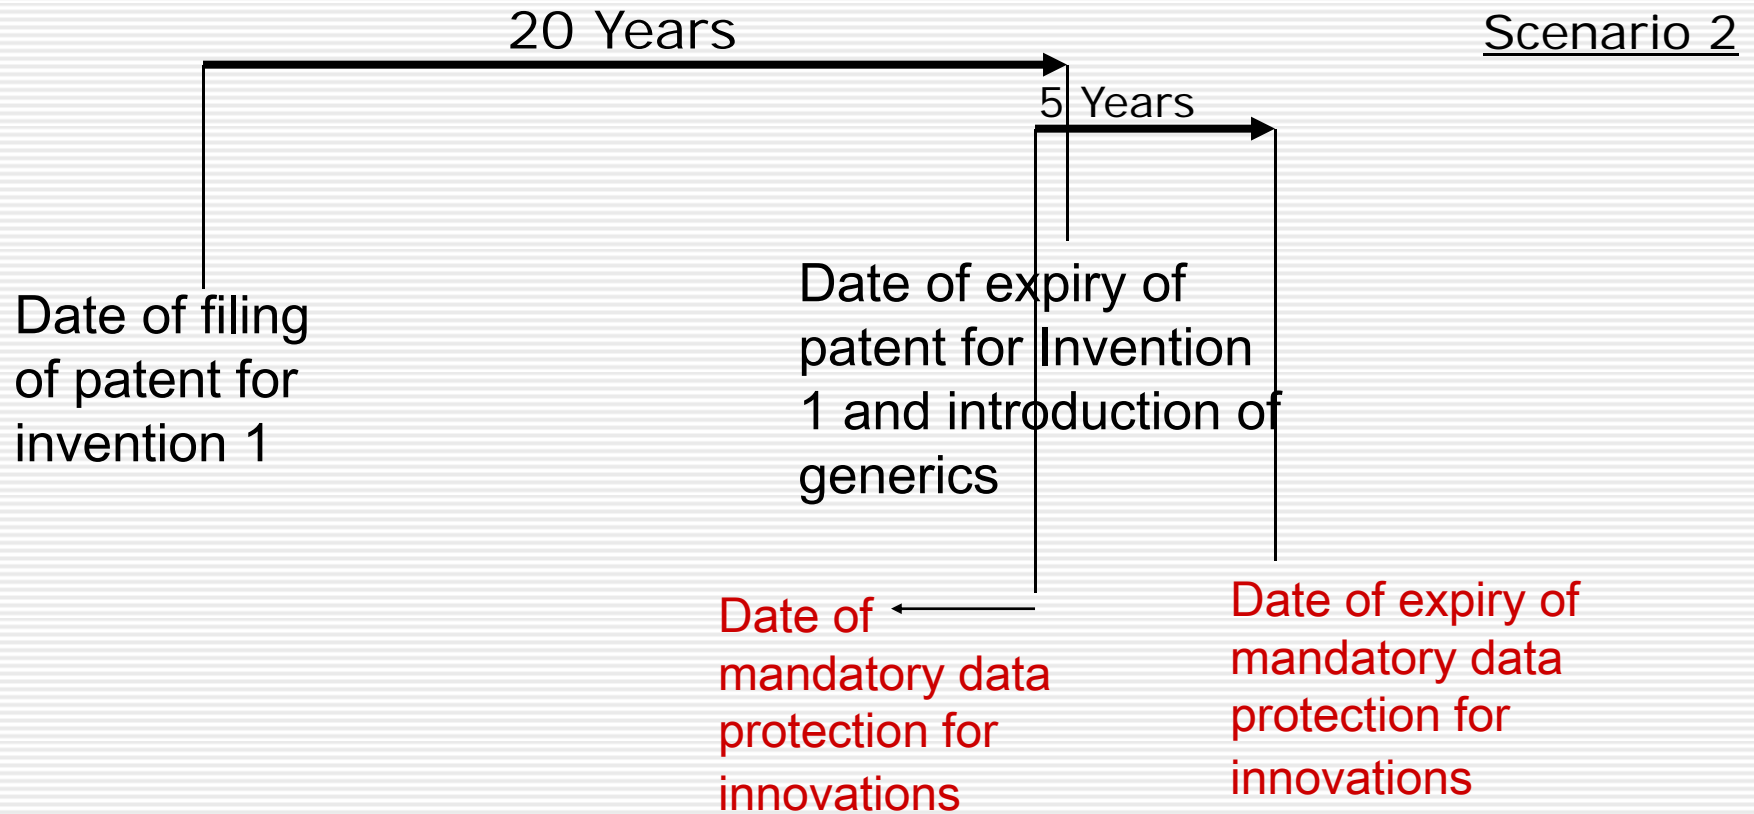 20 Years
Scenario 2
5 Years
Date of filing
of patent for
invention 1
Date of expiry of
patent for Invention
1 and introduction of
generics
Date of
mandatory data
protection for
innovations
Date of expiry of
mandatory data
protection for
innovations